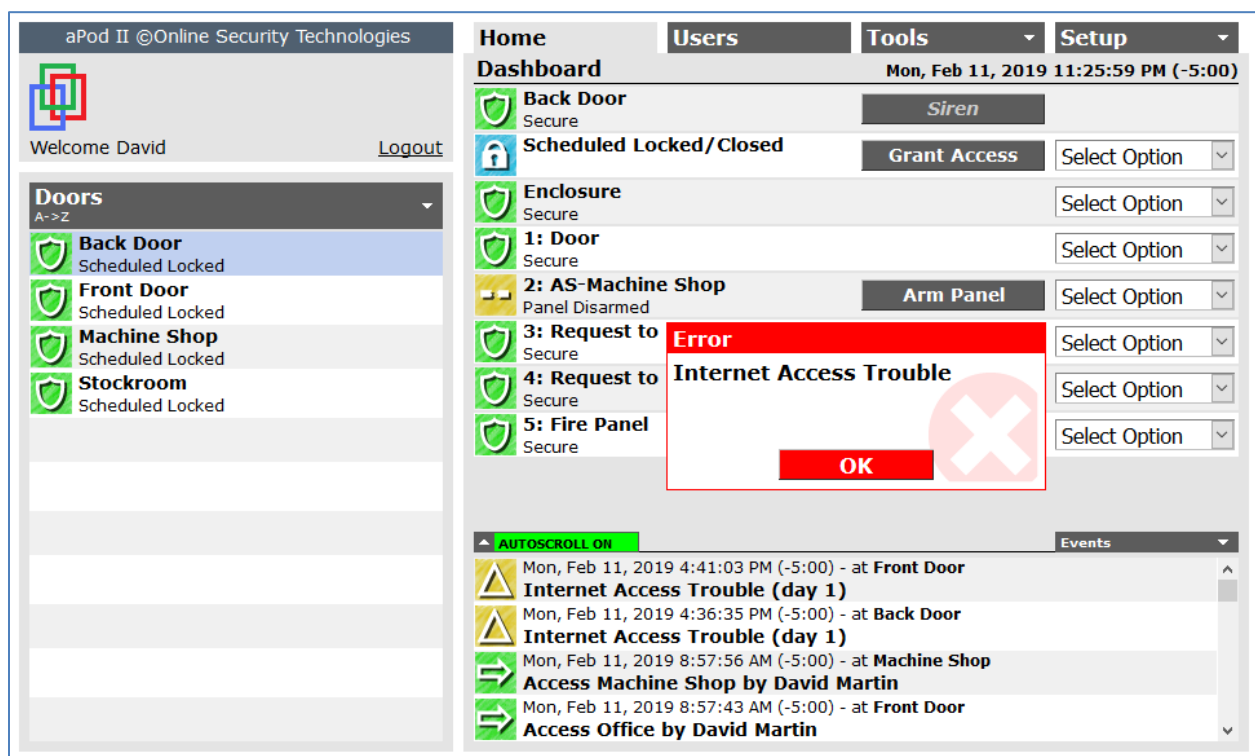 aPod II ©Online Security Technologies
Welcome David
Logout
Doors
A->Z
Back Door
Scheduled Locked
Front Door
Scheduled Locked
Machine Shop
Scheduled Locked
Stockroom
Scheduled Locked
Home
Users
Tools
Setup
Dashboard
Mon, Feb 11, 2019 11:25:59 PM (-5:00)
Back Door
Secure
Siren
Scheduled Locked/Closed
Grant Access
Select Option
Enclosure
Secure
Select Option
1: Door
Secure
Select Option
2: AS-Machine Shop
Panel Disarmed
Arm Panel
Select Option
3: Request to
Secure
Select Option
4: Request to
Secure
Select Option
5: Fire Panel
Secure
Select Option
Error
Internet Access Trouble
OK
AUTOSCROLL ON
Events
Mon, Feb 11, 2019 4:41:03 PM (-5:00) - at Front Door
Internet Access Trouble (day 1)
Mon, Feb 11, 2019 4:36:35 PM (-5:00) - at Back Door
Internet Access Trouble (day 1)
Mon, Feb 11, 2019 8:57:56 AM (-5:00) - at Machine Shop
Access Machine Shop by David Martin
Mon, Feb 11, 2019 8:57:43 AM (-5:00) - at Front Door
Access Office by David Martin